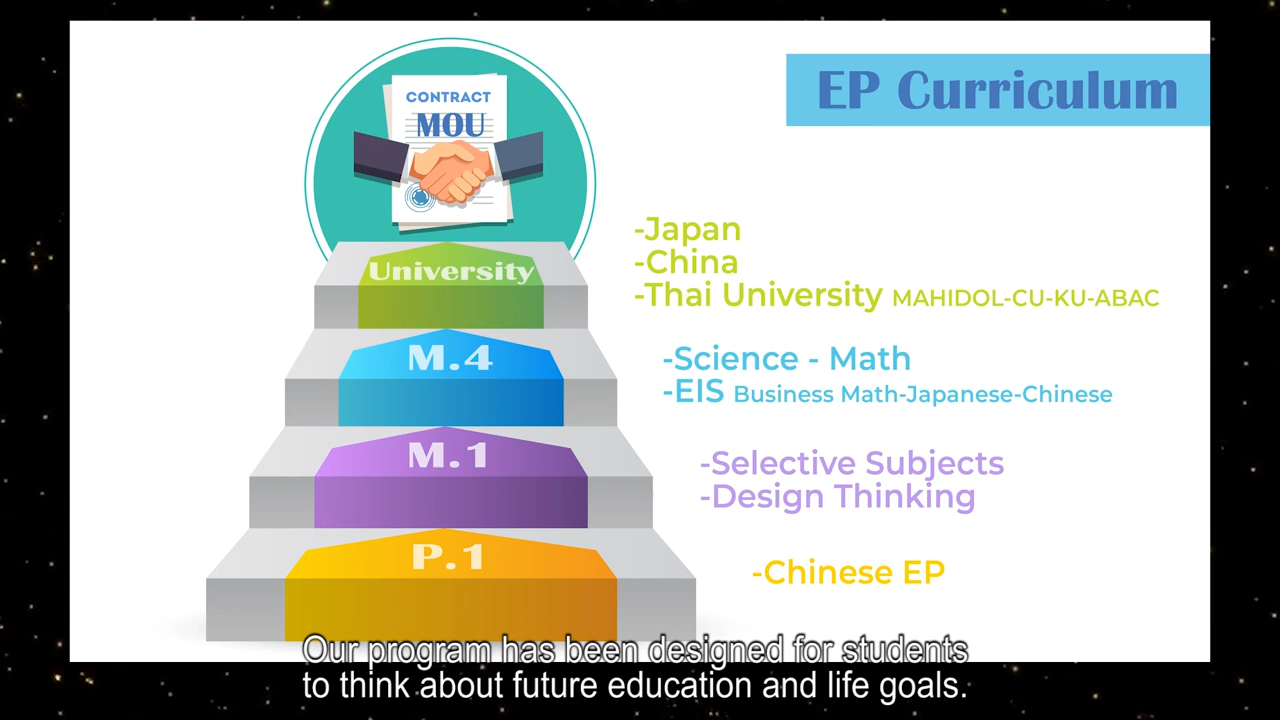 EP Curriculum
CONTRACT
MOU
University
-Japan
-China
-Thai University MAHIDOL-CU-KU-ABAC
M.4
-Science - Math
-EIS Business Math-Japanese-Chinese
M.1
-Selective Subjects
-Design Thinking
P.1
-Chinese EP
Our program has been designed for students
to think about future education and life goals.